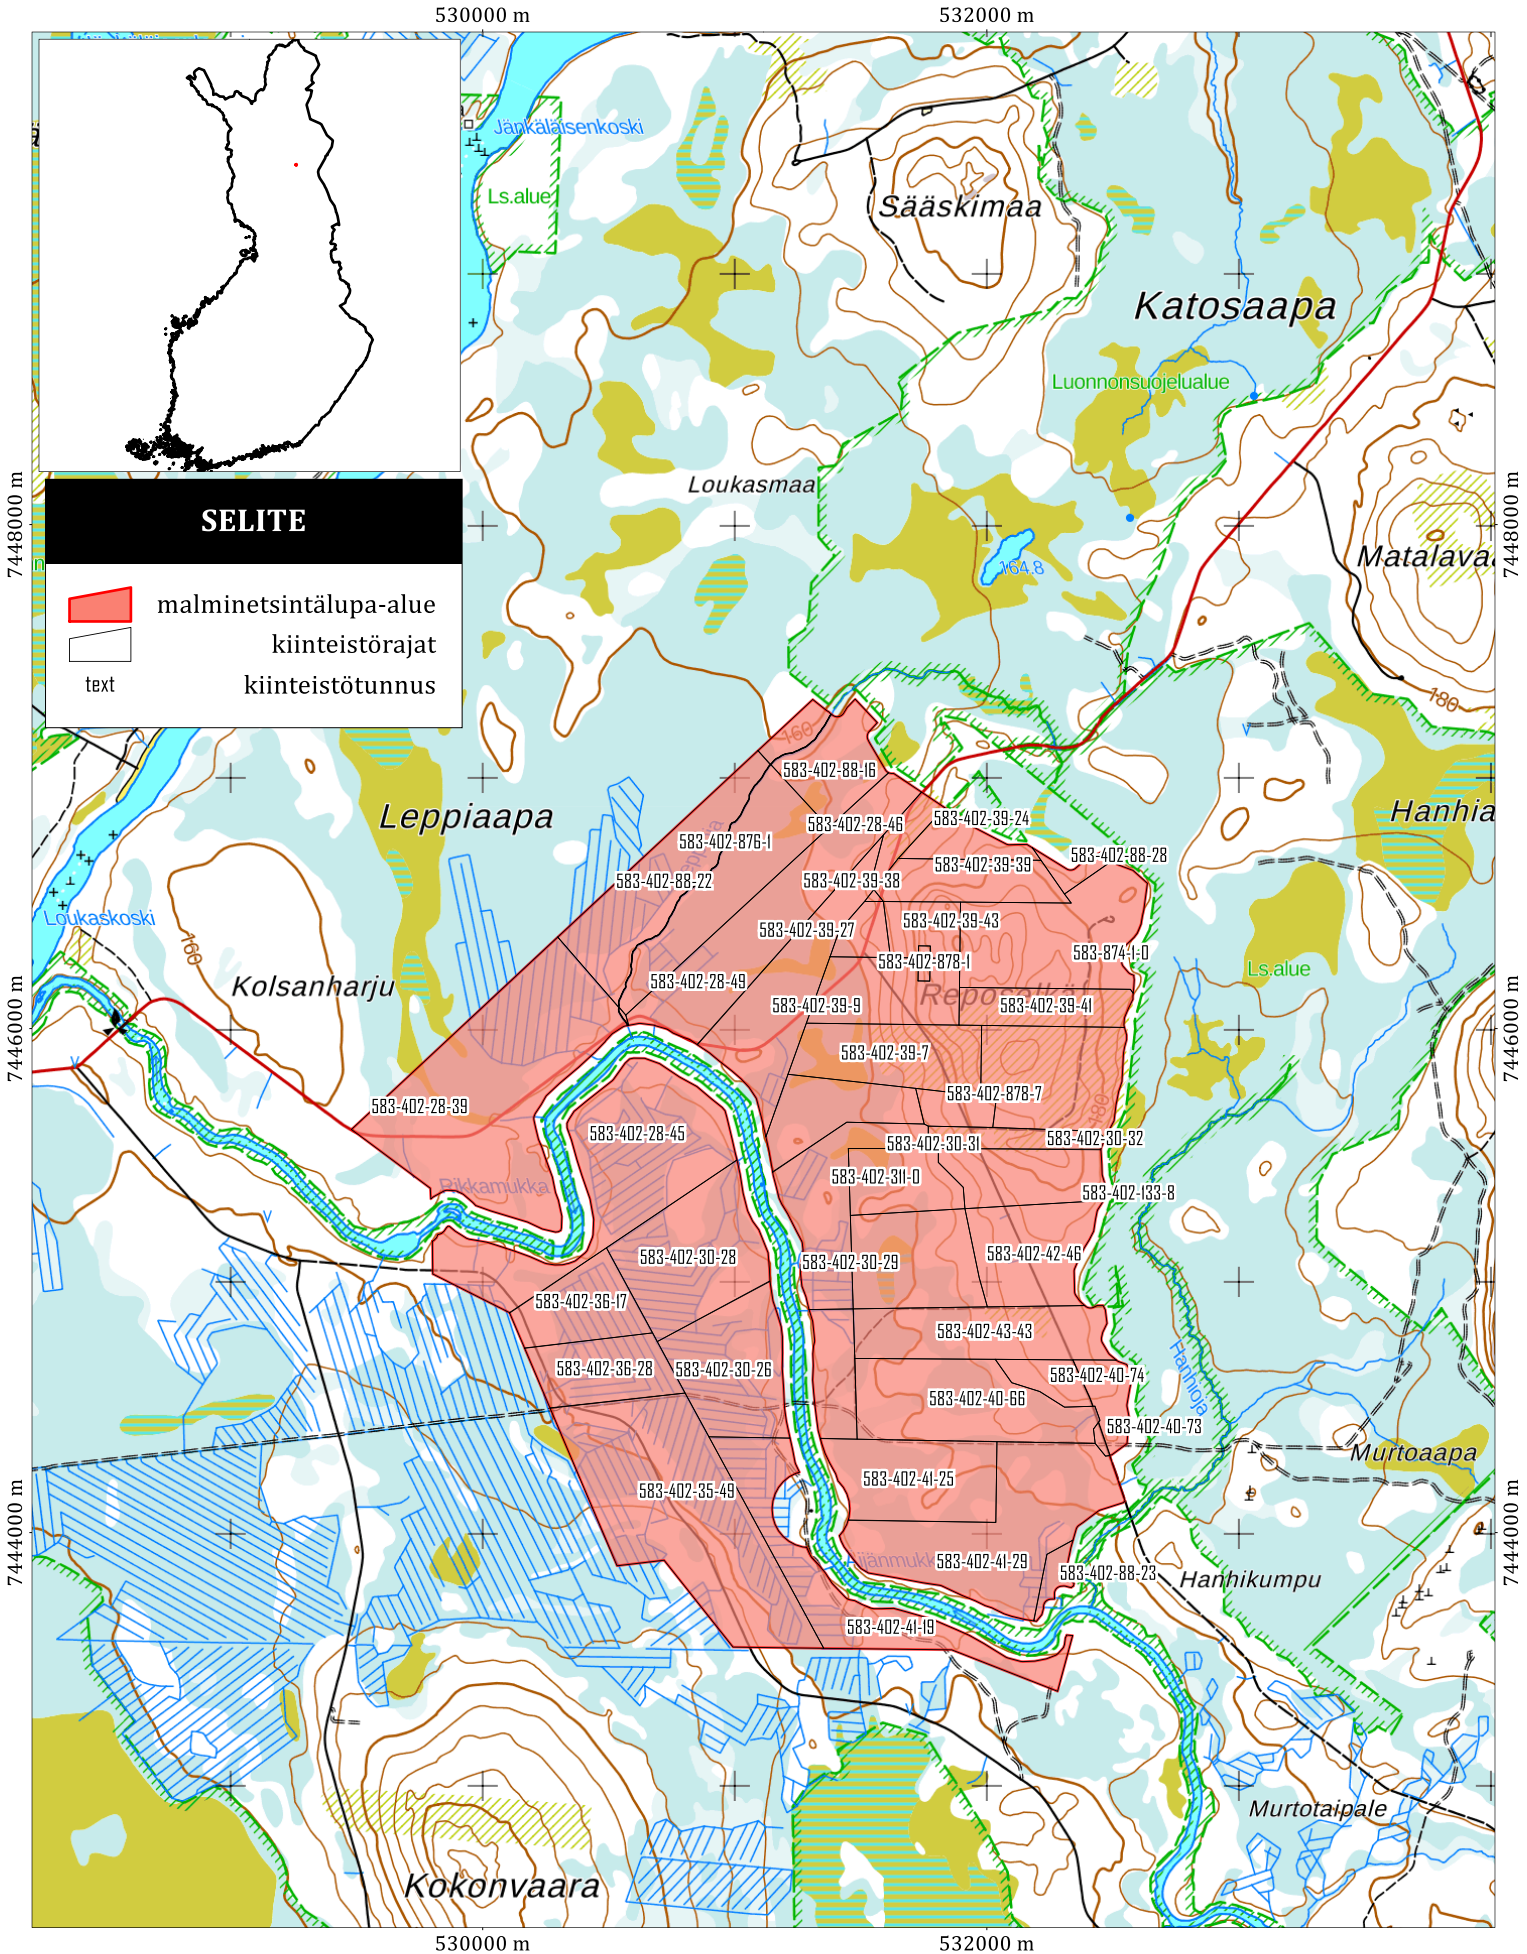 530000 m
532000 m
Jänkäläisenkoski
Ls.alue
Sääskimaa
Katosaapa
Luonnonsuojelualue
Loukasmaa
7448000 m
7448000 m
164.8
SELITE
malminetsintälupa-alue
kiinteistörajat
text
kiinteistötunnus
180
160
583-402-88-16
Leppiaapa
583-402-28-46
583-402-39-24
583-402-876-1
583-402-39-39
583-402-88-28
583-402-88-22
583-402-39-38
Loukaskoski
583-402-39-43
583-402-39-27
160
583-402-878-1
583-874-1-0
Ls.alue
Kolsanharju
583-402-28-49
583-402-39-9
583-402-39-41
7446000 m
7446000 m
583-402-39-7
583-402-878-7
583-402-28-39
583-402-28-45
583-402-30-31
583-402-30-32
583-402-311-0
Rikkamukka
583-402-133-8
583-402-30-28
583-402-30-29
583-402-42-46
583-402-36-17
583-402-43-43
583-402-36-28
583-402-30-26
583-402-40-74
Hanhioja
583-402-40-66
583-402-40-73
Murtoaapa
583-402-41-25
583-402-35-49
7444000 m
7444000 m
583-402-41-29
583-402-88-23
Hanhikumpu
583-402-41-19
Murtotaipale
Kokonvaara
530000 m
532000 m